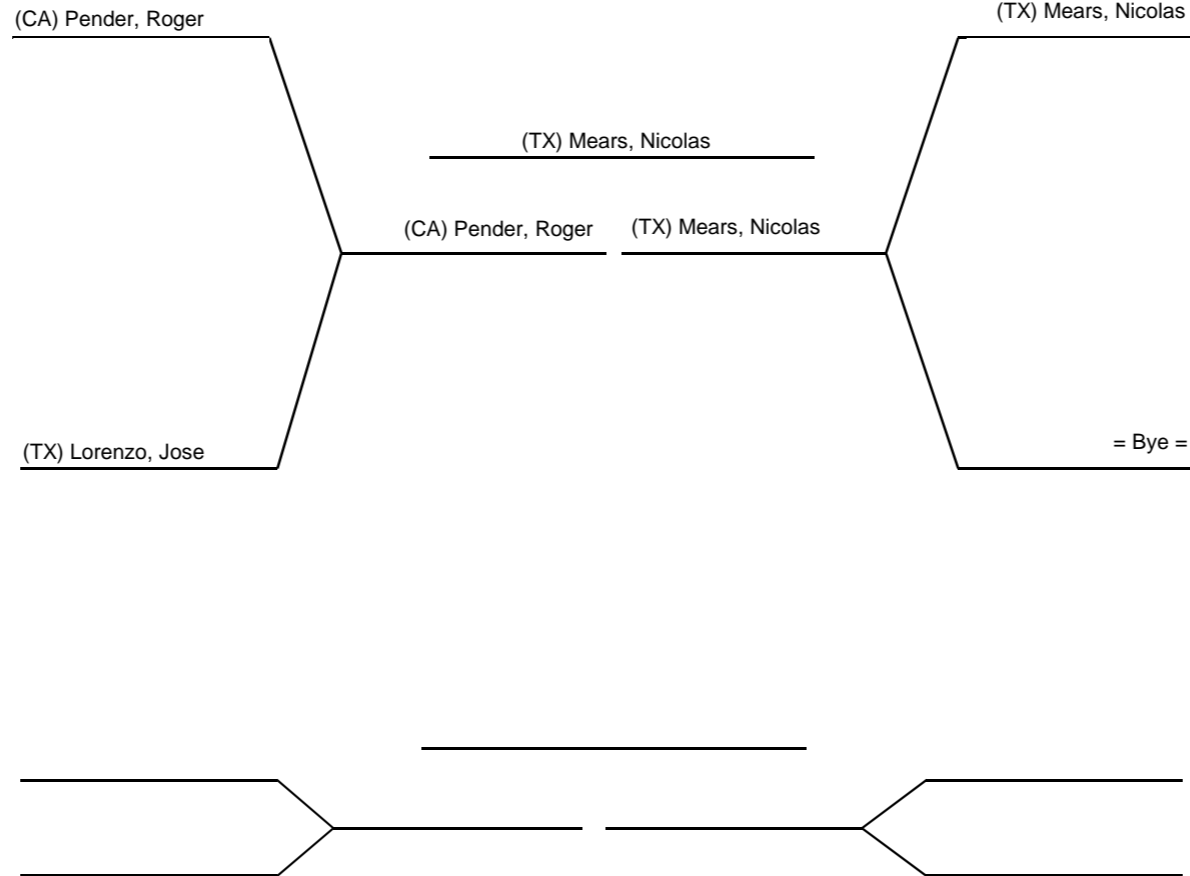 (CA) Pender, Roger
(TX) Mears, Nicolas
(TX) Mears, Nicolas
(CA) Pender, Roger
(TX) Mears, Nicolas
(TX) Lorenzo, Jose
= Bye =